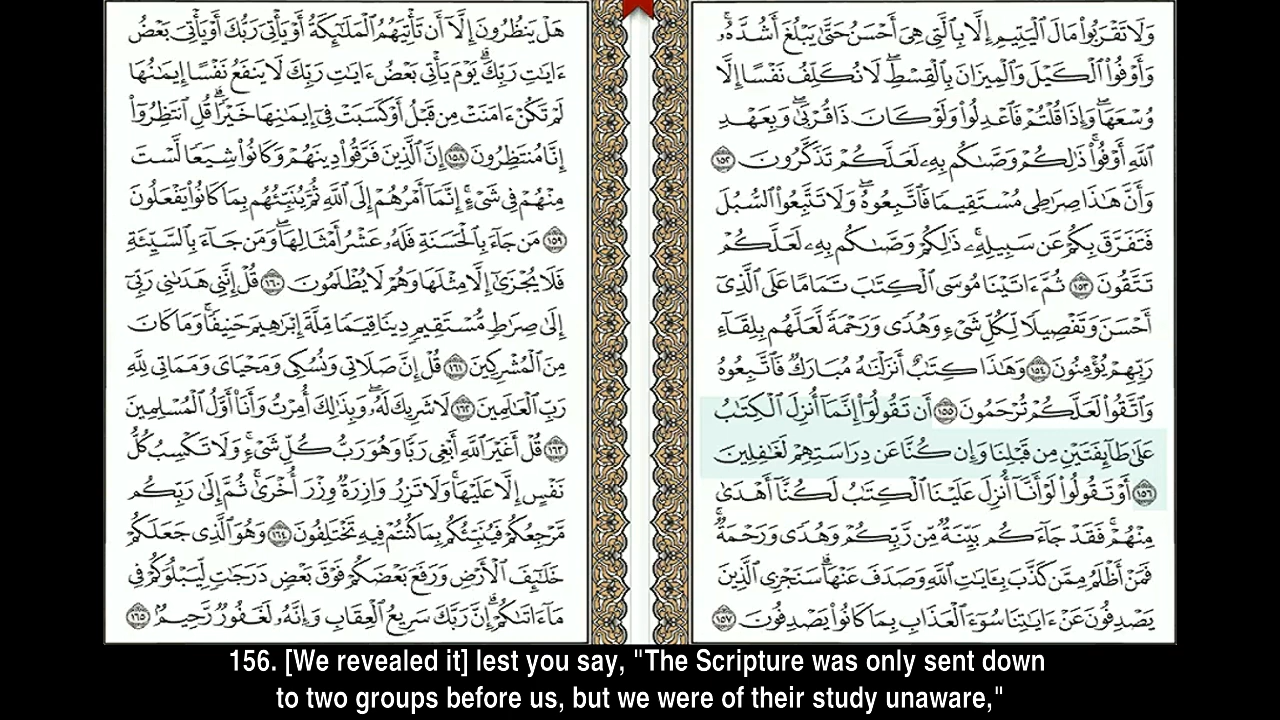 وَلَا تَقْرَبُوا۟ مَالَ ٱلْيَتِيمِ إِلَّا بِٱلَّتِى هِىَ أَحْسَنُ حَتَّىٰ يَبْلُغَ أَشُدَّهُۥ ۖ
وَأَوْفُوا۟ ٱلْكَيْلَ وَٱلْمِيزَانَ بِٱلْقِسْطِ ۖ لَا نُكَلِّفُ نَفْسًا إِلَّا
وُسْعَهَا ۖ وَإِذَا قُلْتُمْ فَٱعْدِلُوا۟ وَلَوْ كَانَ ذَا قُرْبَىٰ ۖ وَبِعَهْدِ
ٱللَّهِ أَوْفُوا۟ ۚ ذَٰلِكُمْ وَصَّىٰكُم بِهِۦ لَعَلَّكُمْ تَذَكَّرُونَ ١٥٢
وَأَنَّ هَٰذَا صِرَٰطِى مُسْتَقِيمًا فَٱتَّبِعُوهُ ۖ وَلَا تَتَّبِعُوا۟ ٱلسُّبُلَ
فَتَفَرَّقَ بِكُمْ عَن سَبِيلِهِۦ ۚ ذَٰلِكُمْ وَصَّىٰكُم بِهِۦ لَعَلَّكُمْ
تَتَّقُونَ ١٥٣ ثُمَّ ءَاتَيْنَا مُوسَى ٱلْكِتَٰبَ تَمَامًا عَلَى ٱلَّذِىٓ
أَحْسَنَ وَتَفْصِيلًا لِّكُلِّ شَىْءٍ وَهُدًى وَرَحْمَةً لَّعَلَّهُم بِلِقَآءِ
رَبِّهِمْ يُؤْمِنُونَ ١٥٤ وَهَٰذَا كِتَٰبٌ أَنزَلْنَٰهُ مُبَارَكٌ فَٱتَّبِعُوهُ
وَٱتَّقُوا۟ لَعَلَّكُمْ تُرْحَمُونَ ١٥٥ أَن تَقُولُوٓا۟ إِنَّمَآ أُنزِلَ ٱلْكِتَٰبُ
عَلَىٰ طَآئِفَتَيْنِ مِن قَبْلِنَا وَإِن كُنَّا عَن دِرَاسَتِهِمْ لَغَٰفِلِينَ
١٥٦ أَوْ تَقُولُوا۟ لَوْ أَنَّآ أُنزِلَ عَلَيْنَا ٱلْكِتَٰبُ لَكُنَّآ أَهْدَىٰ
مِنْهُمْ ۚ فَقَدْ جَآءَكُم بَيِّنَةٌ مِّن رَّبِّكُمْ وَهُدًى وَرَحْمَةٌ ۚ
فَمَنْ أَظْلَمُ مِمَّن كَذَّبَ بِـَٔايَٰتِ ٱللَّهِ وَصَدَفَ عَنْهَا ۗ سَنَجْزِى ٱلَّذِينَ
يَصْدِفُونَ عَنْ ءَايَٰتِنَا سُوٓءَ ٱلْعَذَابِ بِمَا كَانُوا۟ يَصْدِفُونَ ١٥٧
هَلْ يَنظُرُونَ إِلَّآ أَن تَأْتِيَهُمُ ٱلْمَلَٰٓئِكَةُ أَوْ يَأْتِىَ رَبُّكَ أَوْ يَأْتِىَ بَعْضُ
ءَايَٰتِ رَبِّكَ ۗ يَوْمَ يَأْتِى بَعْضُ ءَايَٰتِ رَبِّكَ لَا يَنفَعُ نَفْسًا إِيمَٰنُهَا
لَمْ تَكُنْ ءَامَنَتْ مِن قَبْلُ أَوْ كَسَبَتْ فِىٓ إِيمَٰنِهَا خَيْرًا ۗ قُلِ ٱنتَظِرُوٓا۟
إِنَّا مُنتَظِرُونَ ١٥٨ إِنَّ ٱلَّذِينَ فَرَّقُوا۟ دِينَهُمْ وَكَانُوا۟ شِيَعًا لَّسْتَ
مِنْهُمْ فِى شَىْءٍ ۚ إِنَّمَآ أَمْرُهُمْ إِلَى ٱللَّهِ ثُمَّ يُنَبِّئُهُم بِمَا كَانُوا۟ يَفْعَلُونَ
١٥٩ مَن جَآءَ بِٱلْحَسَنَةِ فَلَهُۥ عَشْرُ أَمْثَالِهَا ۖ وَمَن جَآءَ بِٱلسَّيِّئَةِ
فَلَا يُجْزَىٰٓ إِلَّا مِثْلَهَا وَهُمْ لَا يُظْلَمُونَ ١٦٠ قُلْ إِنَّنِى هَدَىٰنِى رَبِّىٓ
إِلَىٰ صِرَٰطٍ مُّسْتَقِيمٍ دِينًا قِيَمًا مِّلَّةَ إِبْرَٰهِيمَ حَنِيفًا ۚ وَمَا كَانَ
مِنَ ٱلْمُشْرِكِينَ ١٦١ قُلْ إِنَّ صَلَاتِى وَنُسُكِى وَمَحْيَاىَ وَمَمَاتِى لِلَّهِ
رَبِّ ٱلْعَٰلَمِينَ ١٦٢ لَا شَرِيكَ لَهُۥ ۖ وَبِذَٰلِكَ أُمِرْتُ وَأَنَا۠ أَوَّلُ ٱلْمُسْلِمِينَ
١٦٣ قُلْ أَغَيْرَ ٱللَّهِ أَبْغِى رَبًّا وَهُوَ رَبُّ كُلِّ شَىْءٍ ۚ وَلَا تَكْسِبُ كُلُّ
نَفْسٍ إِلَّا عَلَيْهَا ۚ وَلَا تَزِرُ وَازِرَةٌ وِزْرَ أُخْرَىٰ ۚ ثُمَّ إِلَىٰ رَبِّكُم
مَّرْجِعُكُمْ فَيُنَبِّئُكُم بِمَا كُنتُمْ فِيهِ تَخْتَلِفُونَ ١٦٤ وَهُوَ ٱلَّذِى جَعَلَكُمْ
خَلَٰٓئِفَ ٱلْأَرْضِ وَرَفَعَ بَعْضَكُمْ فَوْقَ بَعْضٍ دَرَجَٰتٍ لِّيَبْلُوَكُمْ فِى
مَآ ءَاتَىٰكُمْ ۗ إِنَّ رَبَّكَ سَرِيعُ ٱلْعِقَابِ وَإِنَّهُۥ لَغَفُورٌ رَّحِيمٌۢ ١٦٥
156. [We revealed it] lest you say, "The Scripture was only sent down
to two groups before us, but we were of their study unaware,"